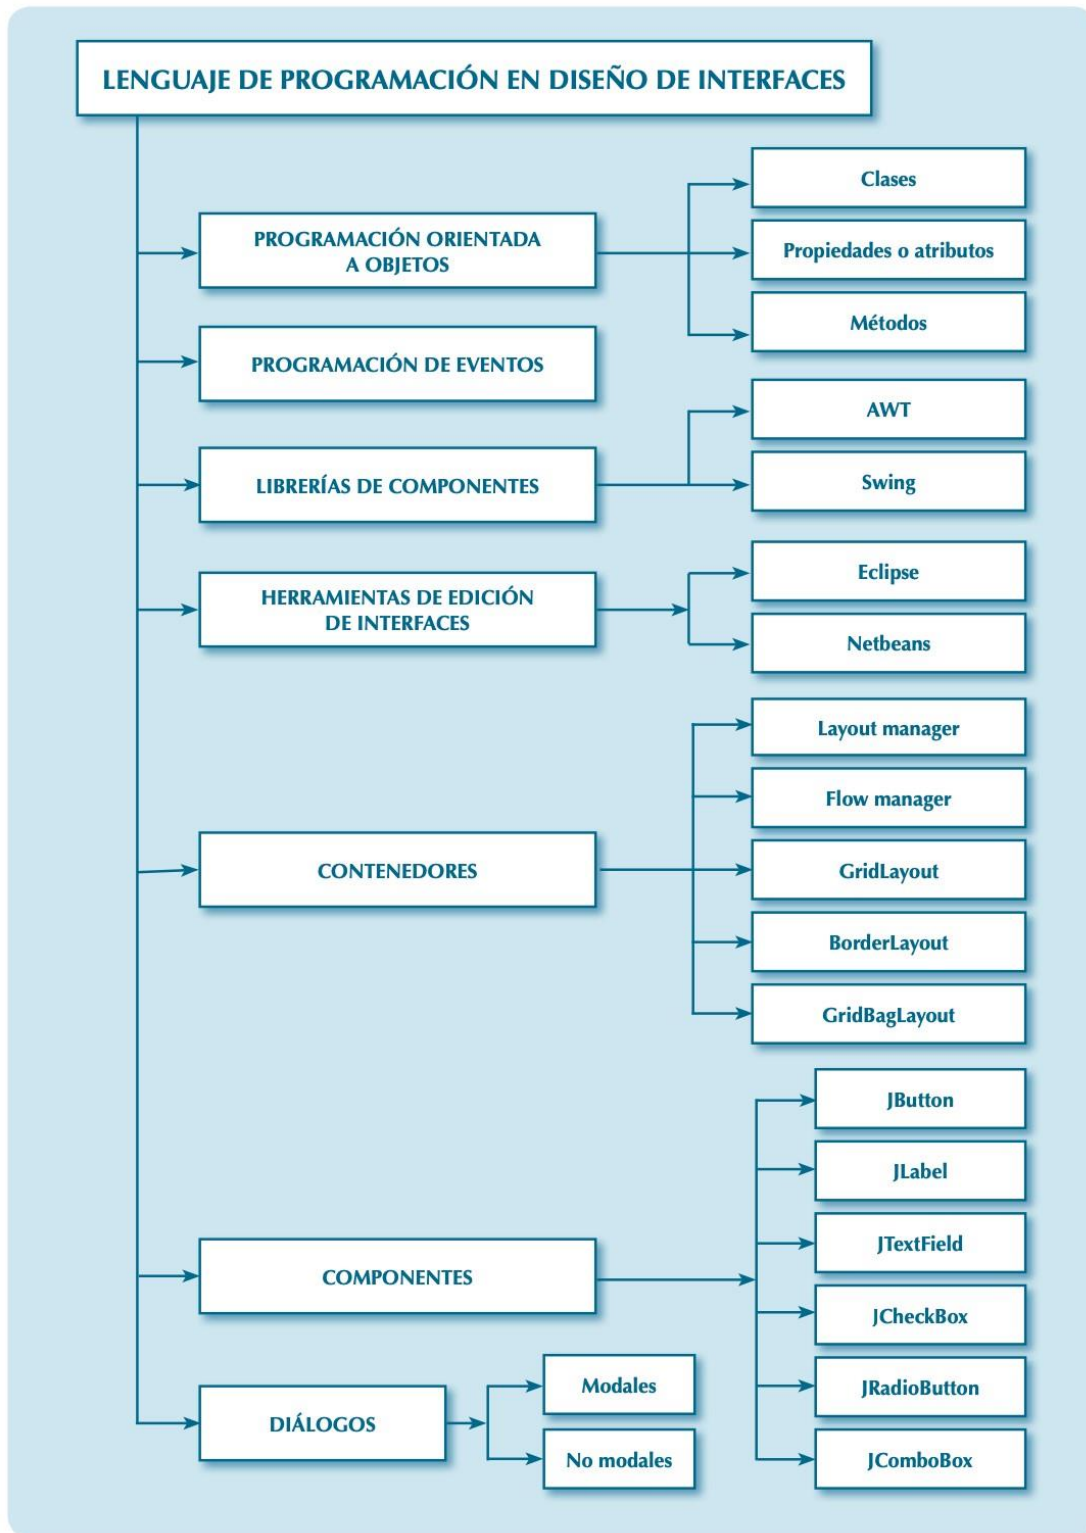 LENGUAJE DE PROGRAMACIÓN EN DISEÑO DE INTERFACES
PROGRAMACIÓN ORIENTADA
A OBJETOS
Clases
Propiedades o atributos
Métodos
PROGRAMACIÓN DE EVENTOS
LIBRERÍAS DE COMPONENTES
AWT
Swing
HERRAMIENTAS DE EDICIÓN
DE INTERFACES
Eclipse
Netbeans
CONTENEDORES
Layout manager
Flow manager
GridLayout
BorderLayout
GridBagLayout
COMPONENTES
JButton
JLabel
JTextField
JCheckBox
JRadioButton
JComboBox
DIÁLOGOS
Modales
No modales